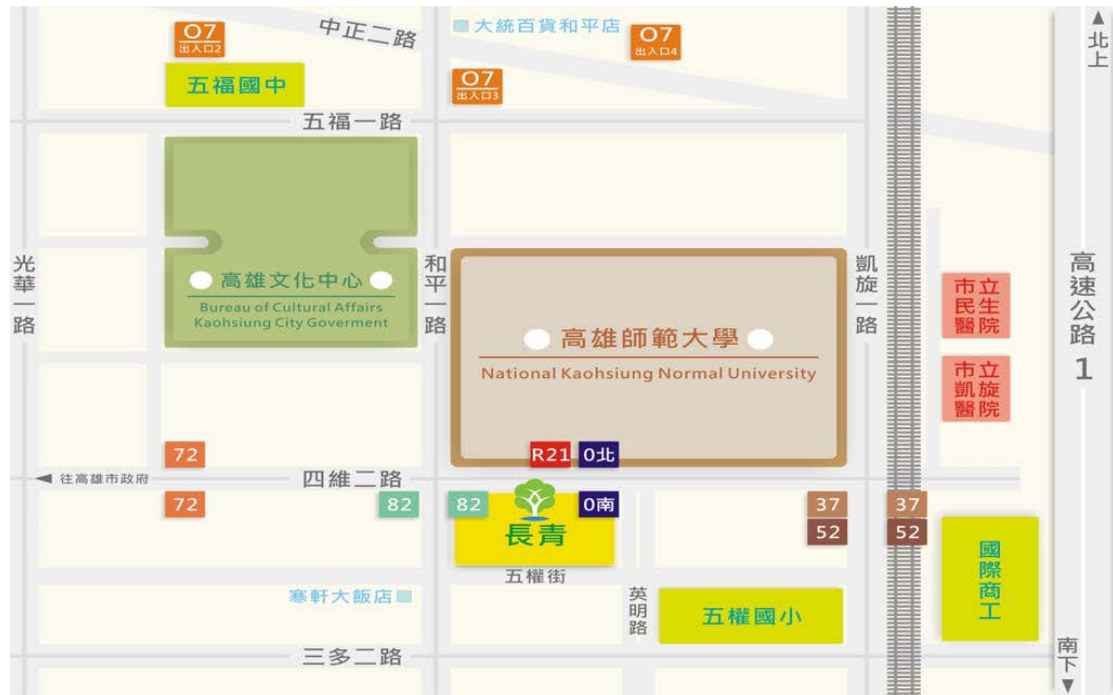 O7
出入口2
中正二路
大統百貨和平店
O7
出入口4
▲
北上
五福國中
O7
出入口3
五福一路
光華一路
高雄文化中心
Bureau of Cultural Affairs
Kaohsiung City Goverment
和平一路
高雄師範大學
National Kaohsiung Normal University
凱旋一路
市立
民生
醫院
市立
凱旋
醫院
高速公路
1
72
R21
0北
◀ 往高雄市政府
四維二路
72
82
82
0南
37
37
52
52
長青
五權街
寒軒大飯店
英明路
五權國小
國際商工
三多二路
南下
▼